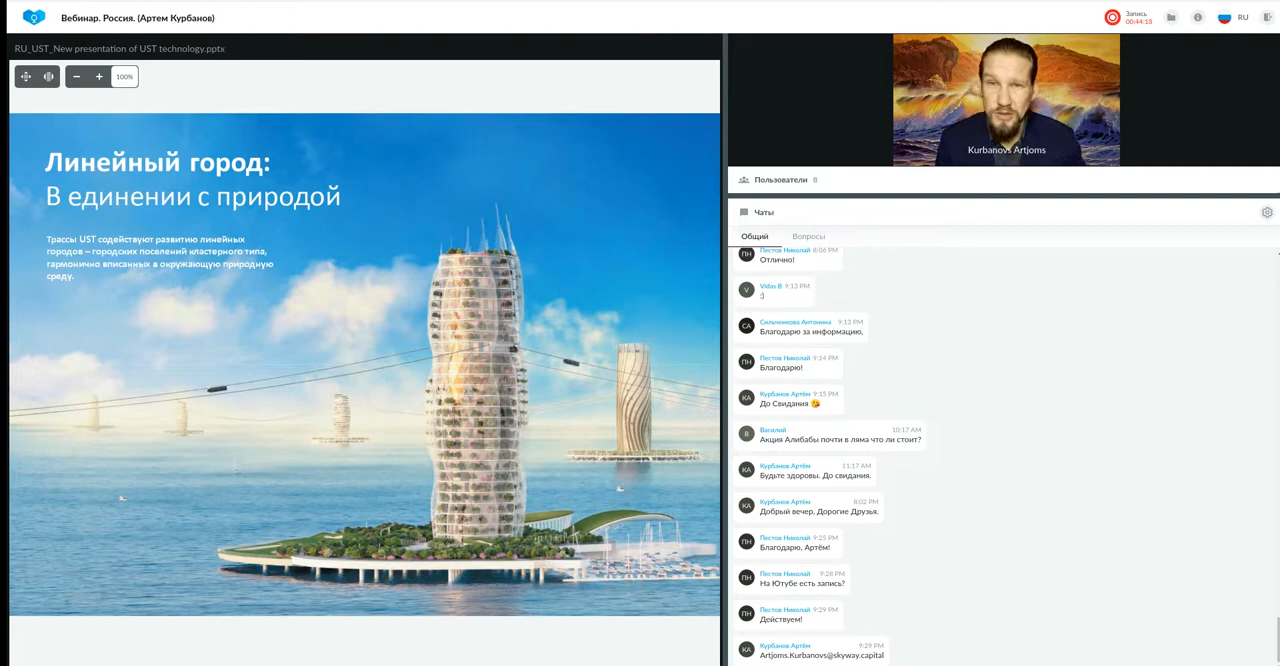 Вебинар. Россия. (Артем Курбанов)
Запись
00:44:18
RU
RU_UST_New presentation of UST technology.pptx
100%
Линейный город:
В единении с природой
Трассы UST содействуют развитию линейных
городов – городских поселений кластерного типа,
гармонично вписанных в окружающую природную
среду.
Kurbanovs Artjoms
Пользователи 8
Чаты
Общий Вопросы
ПН Пестов Николай 8:06 PM
Отлично!
V Vidas B 9:13 PM
:)
СА Сильченкова Антонина 9:13 PM
Благодарю за информацию,
ПН Пестов Николай 9:14 PM
Благодарю!
КА Курбанов Артём 9:15 PM
До Свидания 😘
В Василий 10:17 AM
Акция Алибабы почти в ляма что ли стоит?
КА Курбанов Артём 11:17 AM
Будьте здоровы. До свидания.
КА Курбанов Артём 8:02 PM
Добрый вечер, Дорогие Друзья.
ПН Пестов Николай 9:25 PM
Благодарю, Артём!
ПН Пестов Николай 9:28 PM
На Ютубе есть запись?
ПН Пестов Николай 9:29 PM
Действуем!
КА Курбанов Артём 9:29 PM
Artjoms.Kurbanovs@skyway.capital